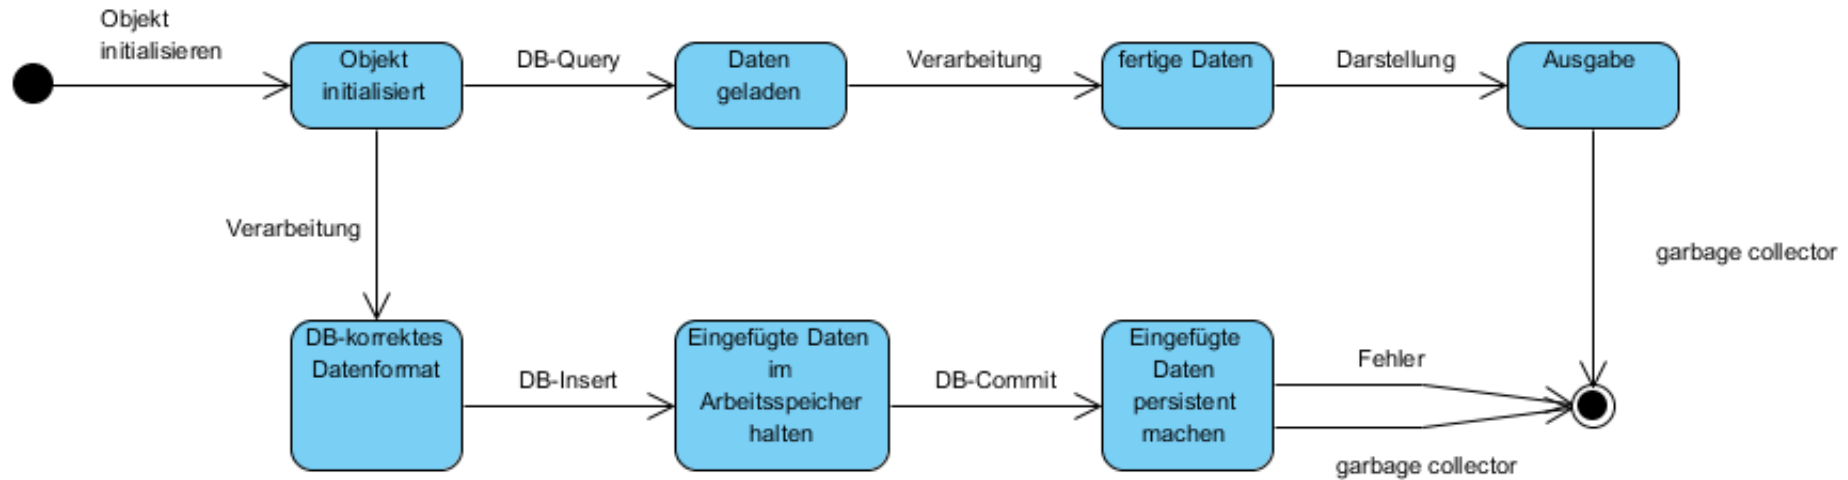 Objekt
initialisieren
Objekt
initialisiert
DB-Query
Daten
geladen
Verarbeitung
fertige Daten
Darstellung
Ausgabe
Verarbeitung
garbage collector
DB-korrektes
Datenformat
DB-Insert
Eingefügte Daten
im
Arbeitsspeicher
halten
DB-Commit
Eingefügte
Daten
persistent
machen
Fehler
garbage collector